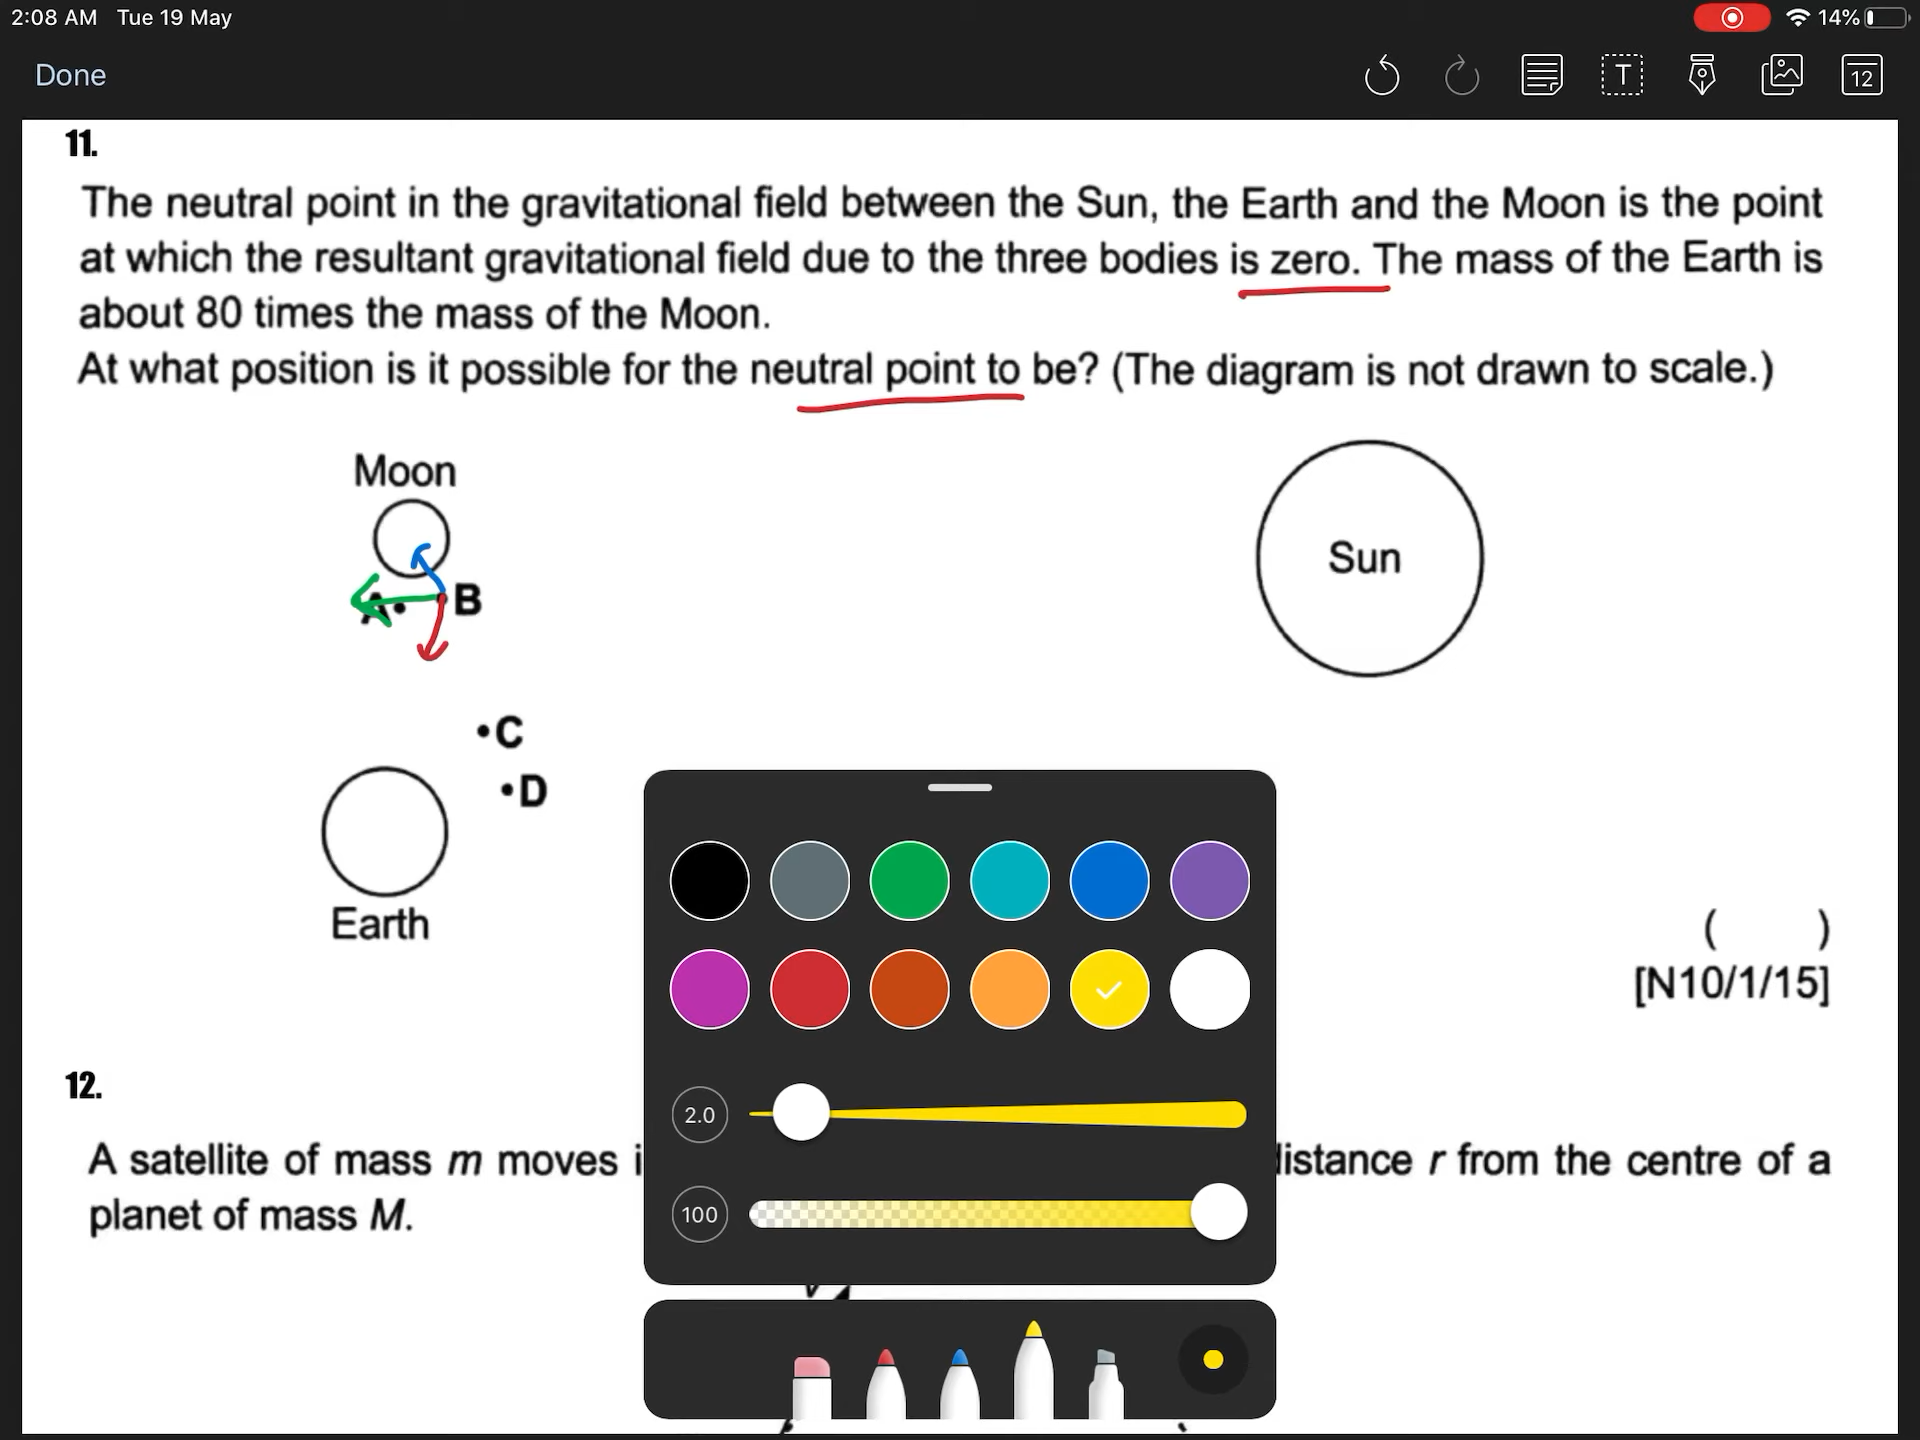 2:08 AM Tue 19 May
14%
Done
T
12
11.
The neutral point in the gravitational field between the Sun, the Earth and the Moon is the point
at which the resultant gravitational field due to the three bodies is zero. The mass of the Earth is
about 80 times the mass of the Moon.
At what position is it possible for the neutral point to be? (The diagram is not drawn to scale.)
Moon
Sun
A
B
C
D
Earth
( )
[N10/1/15]
12.
A satellite of mass m moves i
distance r from the centre of a
planet of mass M.
2.0
100